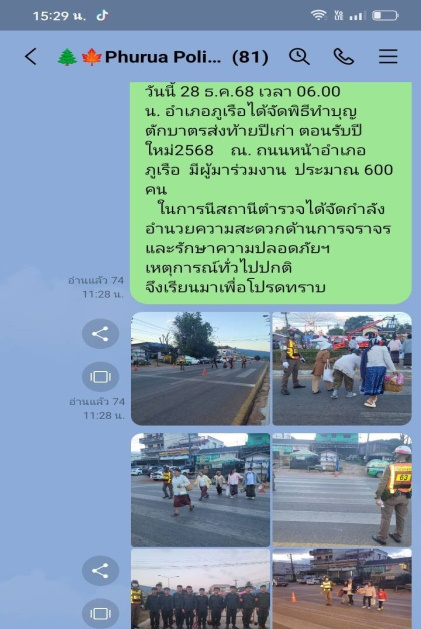 15:29 น.
Phurua Poli... (81)
วันนี้ 28 ธ.ค.68 เวลา 06.00
น. อำเภอภูเรือได้จัดพิธีทำบุญ
ตักบาตรส่งท้ายปีเก่า ตอนรับปี
ใหม่2568 ณ. ถนนหน้าอำเภอ
ภูเรือ มีผู้มาร่วมงาน ประมาณ 600
คน
ในการนี้สถานีตำรวจได้จัดกำลัง
อำนวยความสะดวกด้านการจราจร
และรักษาความปลอดภัยฯ
เหตุการณ์ทั่วไปปกติ
จึงเรียนมาเพื่อโปรดทราบ
อ่านแล้ว 74
11:28 น.
อ่านแล้ว 74
11:28 น.
63